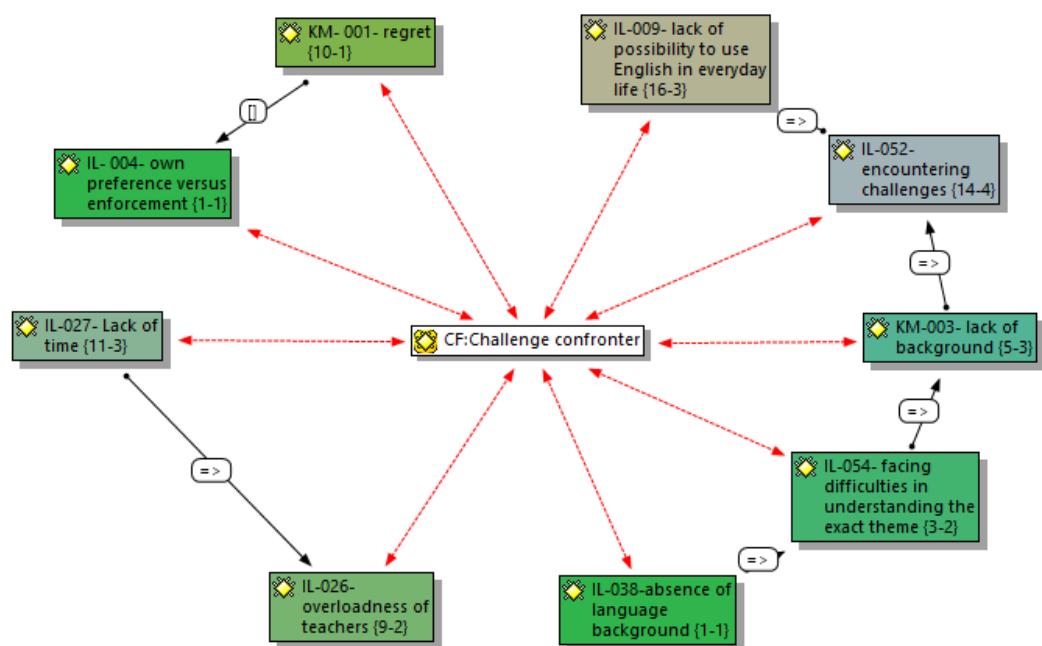 KM- 001- regret
{10-1}
IL-009- lack of
possibility to use
English in everyday
life {16-3}
[]
=>
IL- 004- own
preference versus
enforcement {1-1}
IL-052-
encountering
challenges {14-4}
=>
IL-027- Lack of
time {11-3}
CF:Challenge confronter
KM-003- lack of
background {5-3}
=>
=>
IL-054- facing
difficulties in
understanding the
exact theme {3-2}
=>
IL-026-
overloadness of
teachers {9-2}
IL-038-absence of
language
background {1-1}